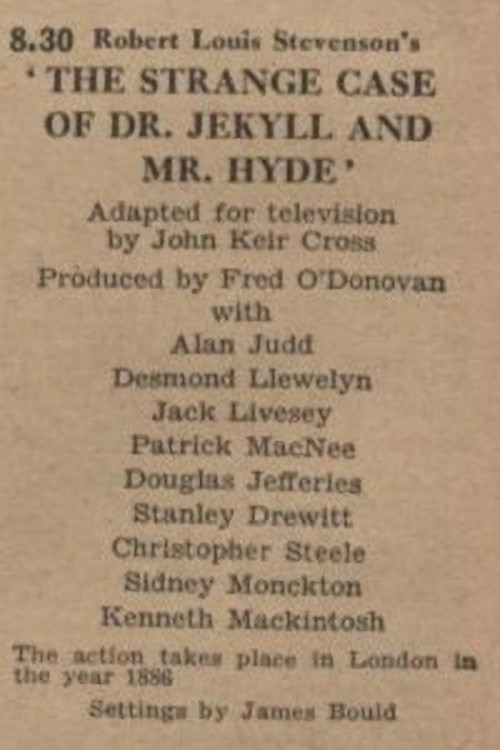 8.30 Robert Louis Stevenson's
'THE STRANGE CASE
OF DR. JEKYLL AND
MR. HYDE'
Adapted for television
by John Keir Cross
Produced by Fred O'Donovan
with
Alan Judd
Desmond Llewelyn
Jack Livesey
Patrick MacNee
Douglas Jefferies
Stanley Drewitt
Christopher Steele
Sidney Monckton
Kenneth Mackintosh
The action takes place in London in
the year 1886
Settings by James Bould